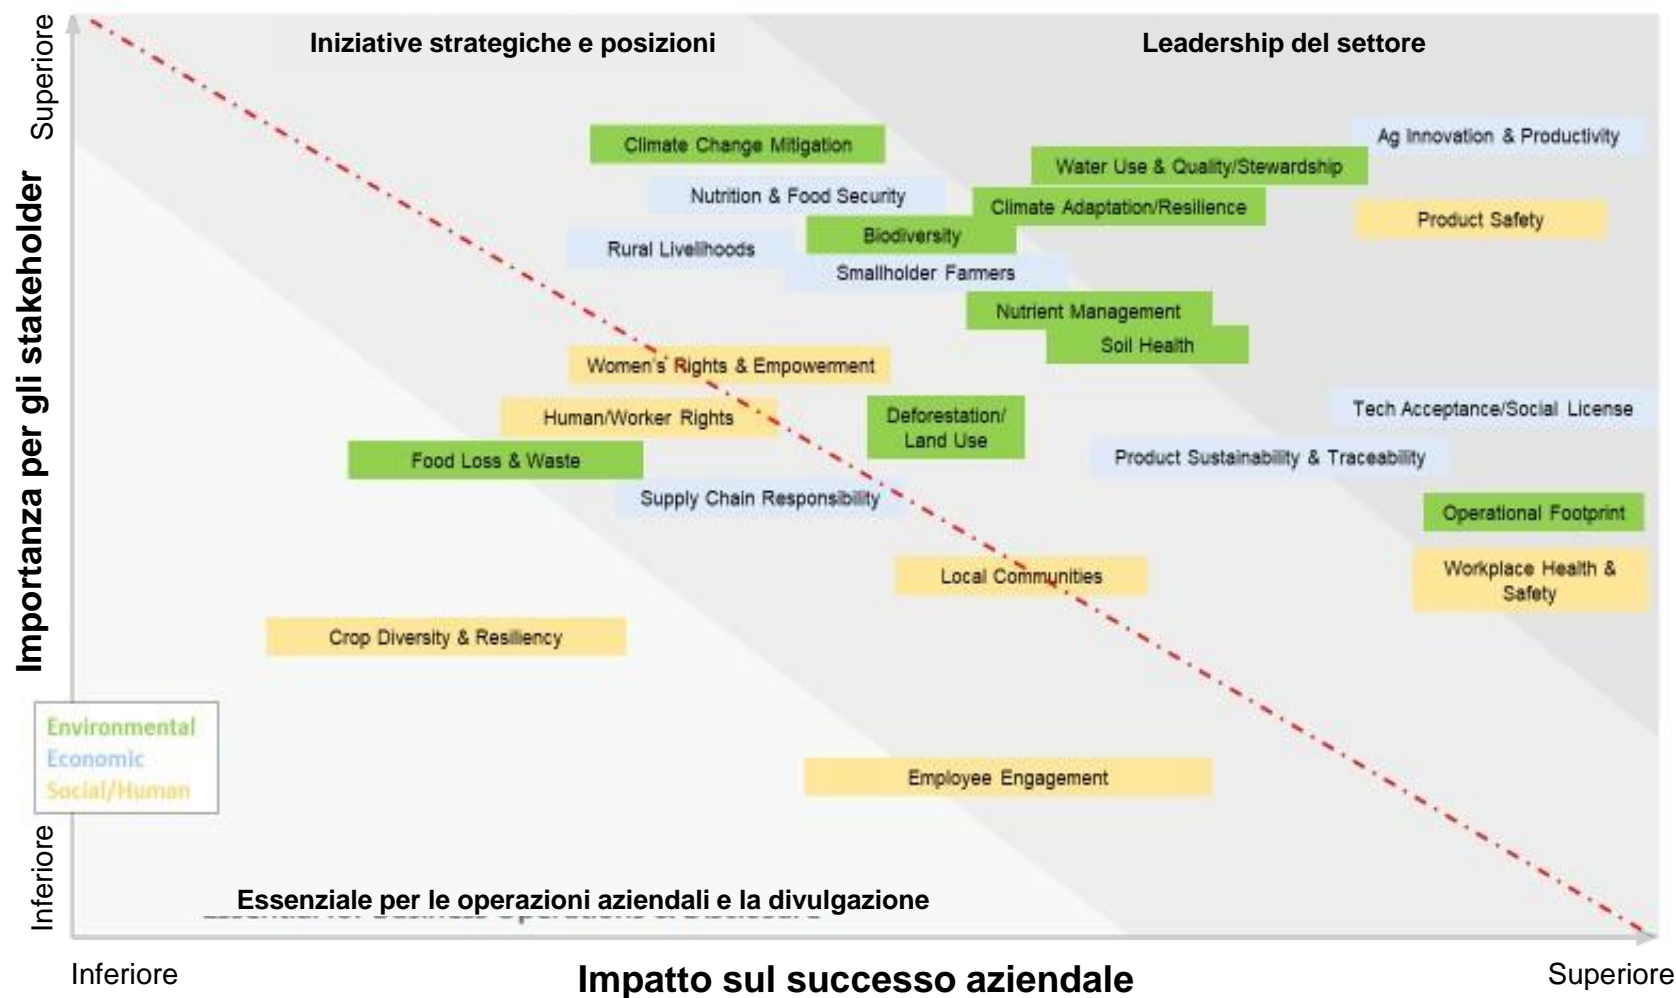 Superiore
Iniziative strategiche e posizioni
Leadership del settore
Climate Change Mitigation
Ag Innovation & Productivity
Water Use & Quality/Stewardship
Nutrition & Food Security
Climate Adaptation/Resilience
Product Safety
Biodiversity
Rural Livelihoods
Smallholder Farmers
Nutrient Management
Soil Health
Importanza per gli stakeholder
Women's Rights & Empowerment
Human/Worker Rights
Deforestation/
Land Use
Tech Acceptance/Social License
Food Loss & Waste
Product Sustainability & Traceability
Supply Chain Responsibility
Operational Footprint
Local Communities
Workplace Health &
Safety
Crop Diversity & Resiliency
Environmental
Economic
Social/Human
Employee Engagement
Inferiore
Essenziale per le operazioni aziendali e la divulgazione
Inferiore
Impatto sul successo aziendale
Superiore